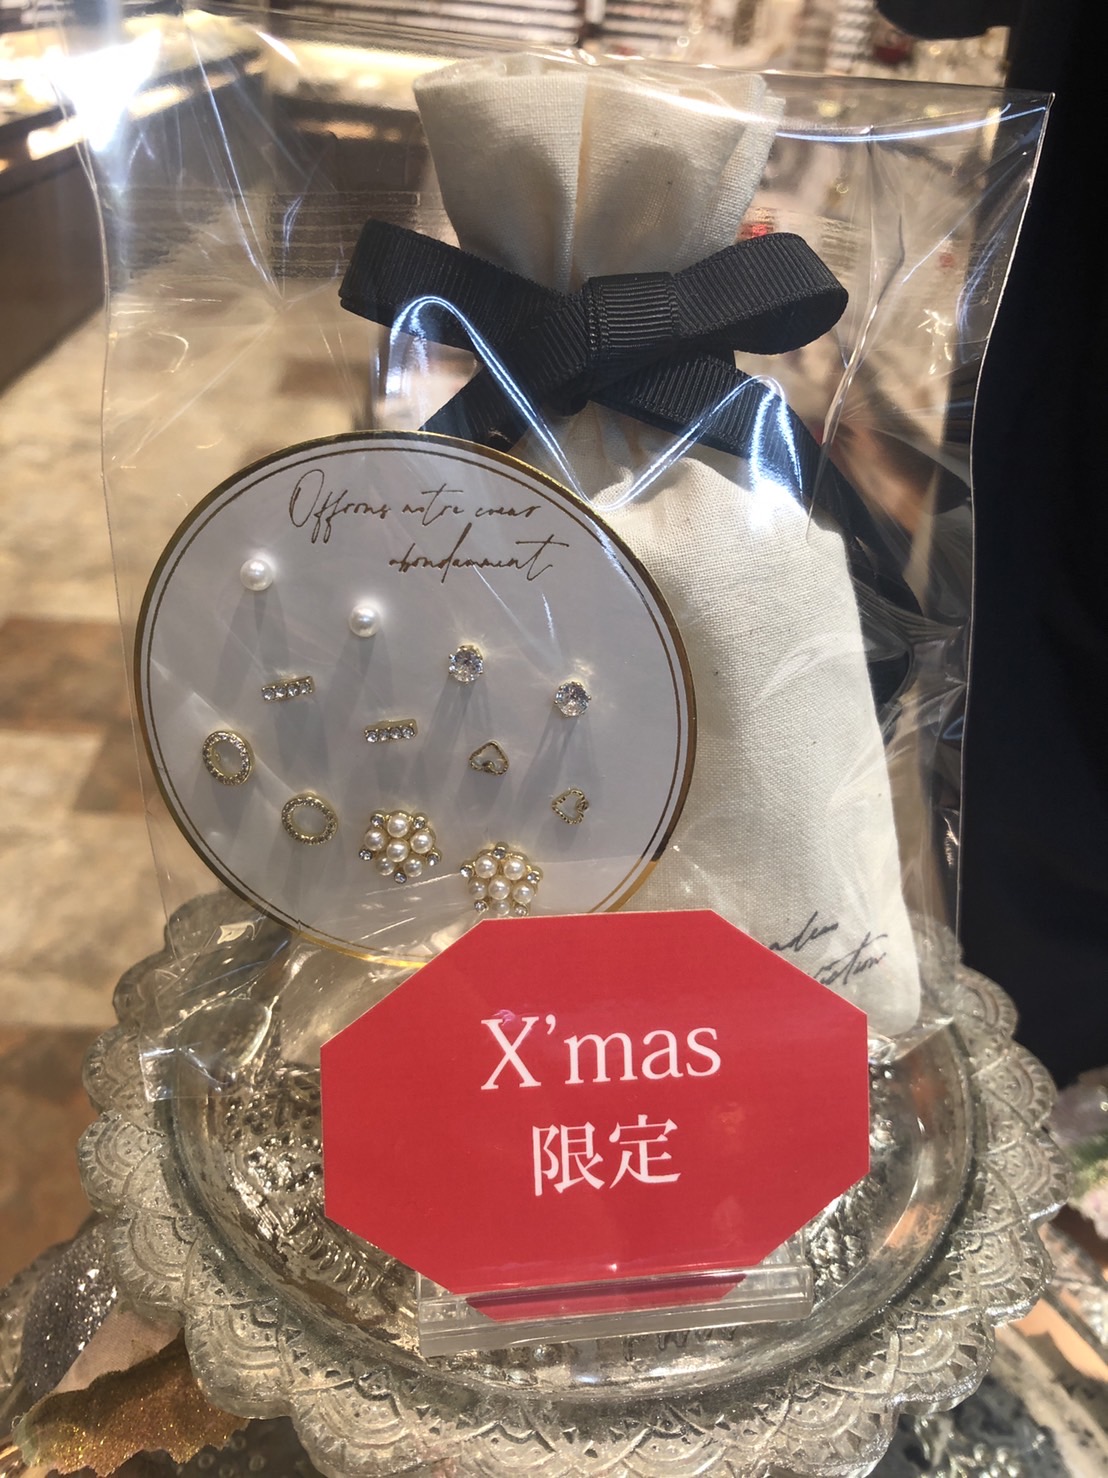 Offrons notre coeur
abondamment
X'mas
限定